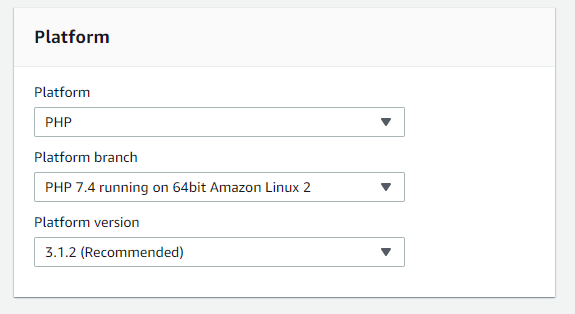 Platform
Platform
PHP
Platform branch
PHP 7.4 running on 64bit Amazon Linux 2
Platform version
3.1.2 (Recommended)